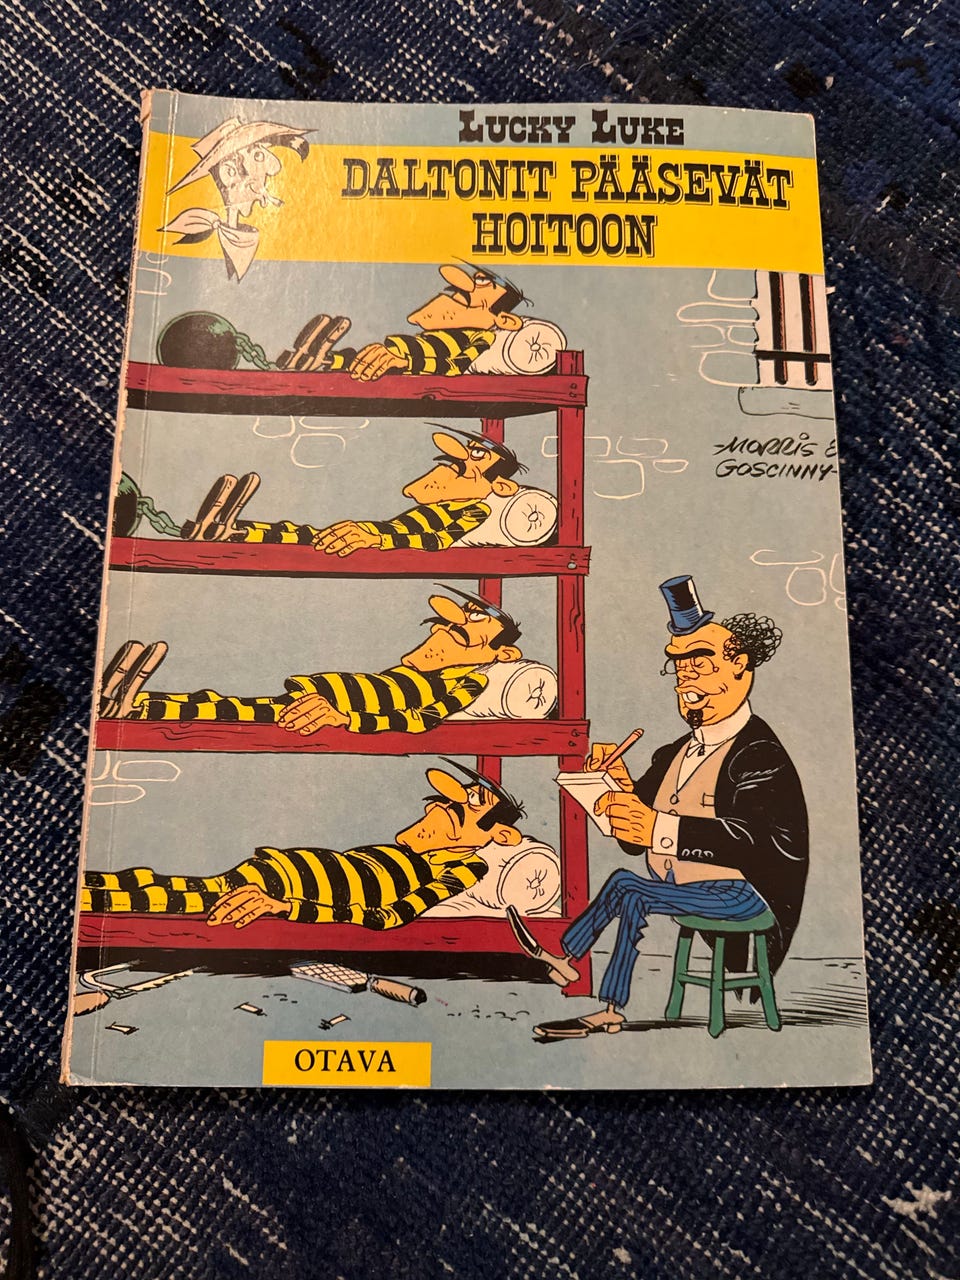 LUCKY LUKE
DALTONIT PÄÄSEVÄT
HOITOON
-MORRIS &
GOSCINNY-
OTAVA